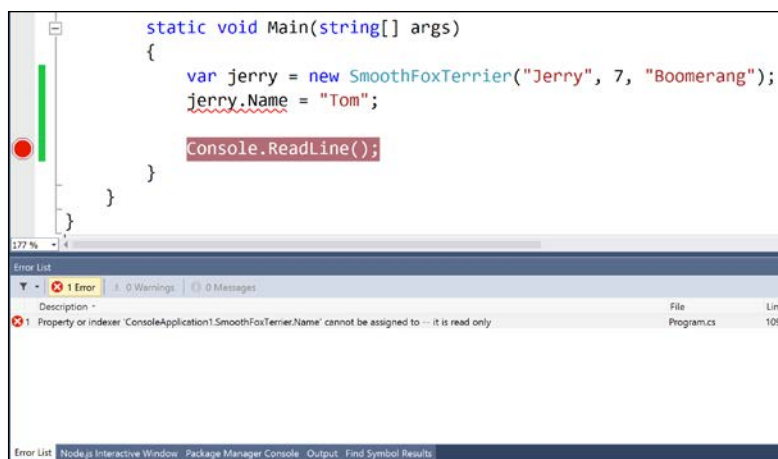 static void Main(string[] args)
{
var jerry = new SmoothFoxTerrier("Jerry", 7, "Boomerang");
jerry.Name = "Tom";
Console.ReadLine();
}
}
}
177 %
Error List
1 Error 0 Warnings 0 Messages
Description File Lin
1 Property or indexer 'ConsoleApplication1.SmoothFoxTerrier.Name' cannot be assigned to -- it is read only Program.cs 109
Error List Node.js Interactive Window Package Manager Console Output Find Symbol Results